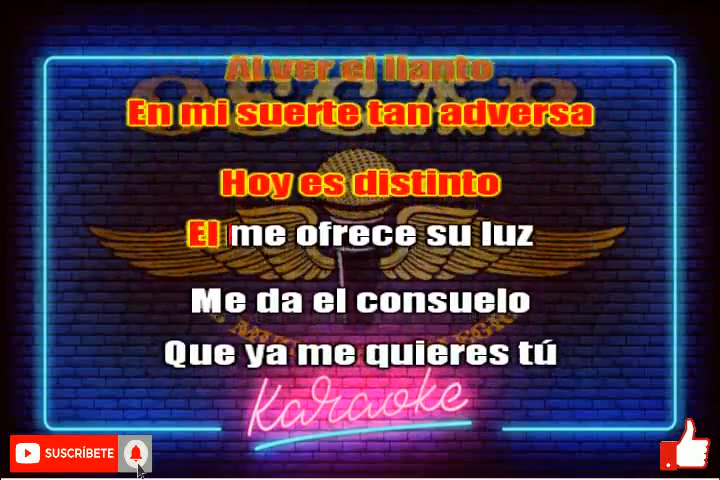 Al ver el llanto
OSCAR
En mi suerte tan adversa
Hoy es distinto
El me ofrece su luz
Me da el consuelo
Que ya me quieres tú
Karaoke
SUSCRÍBETE